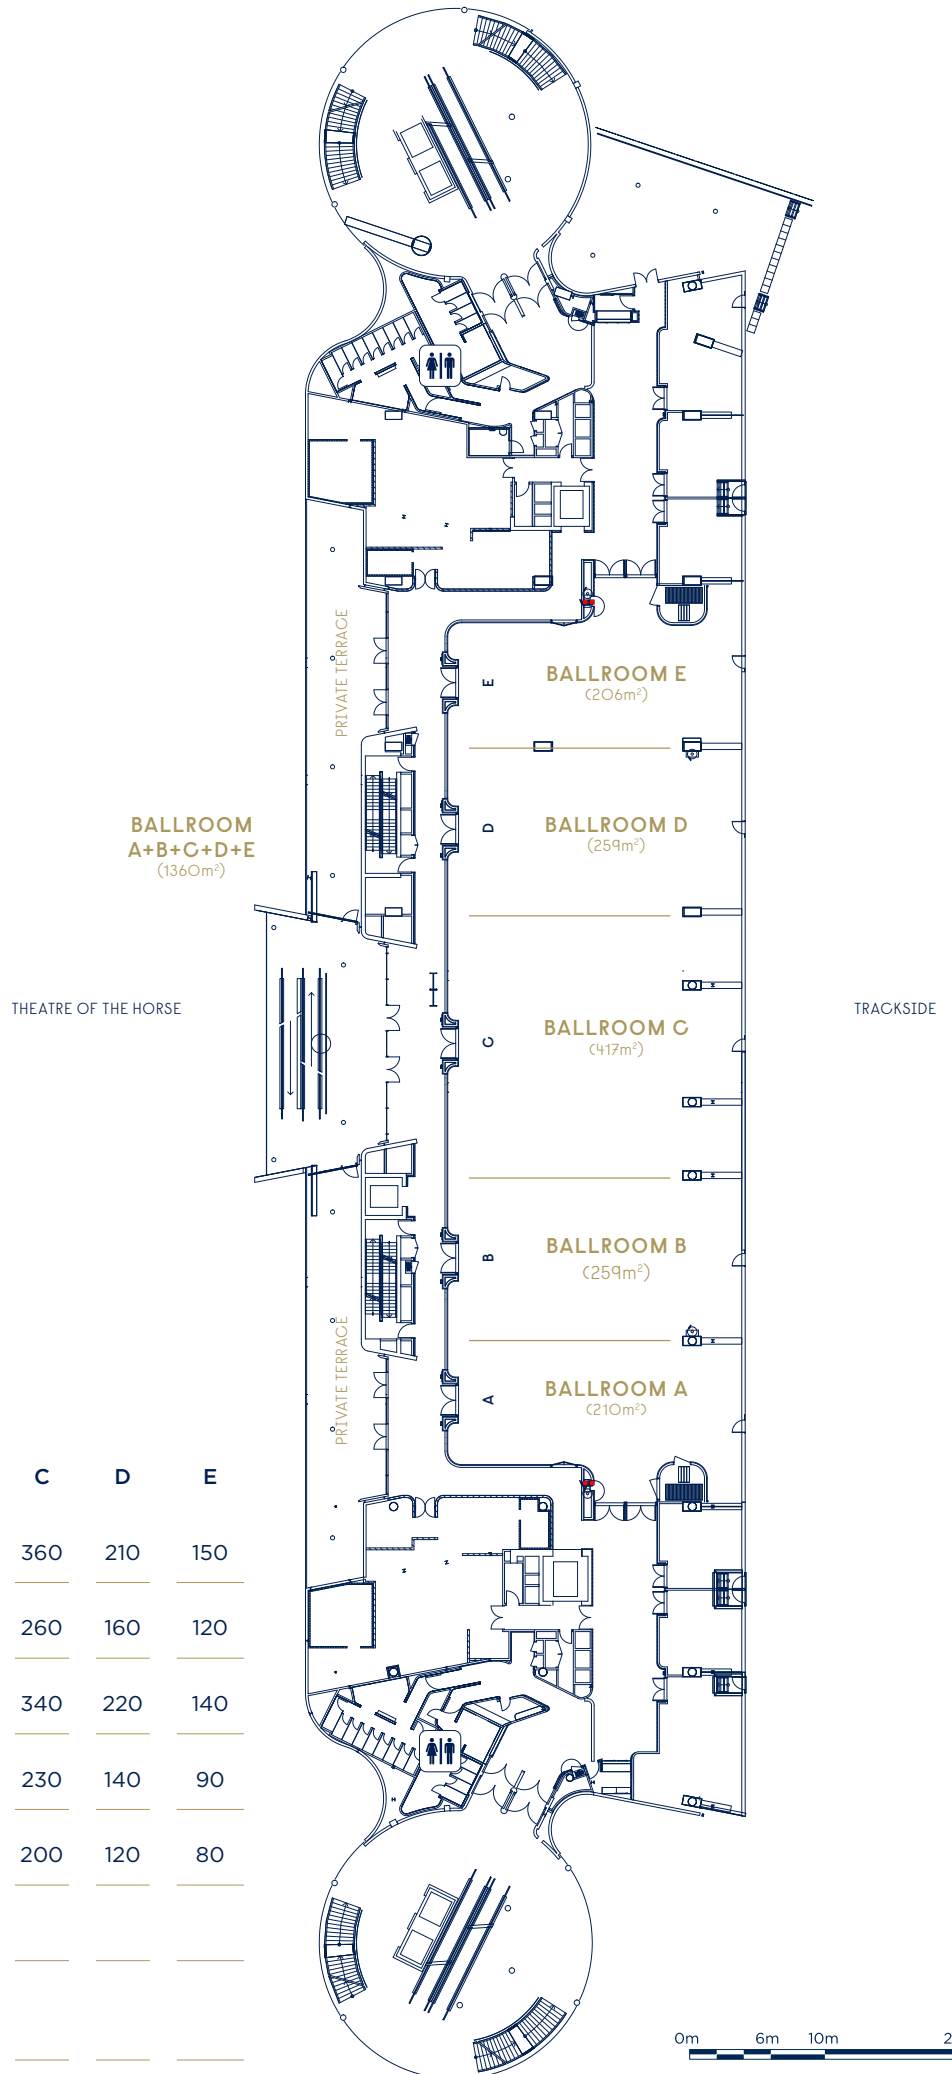 PRIVATE TERRACE
E
BALLROOM E
(206m²)
BALLROOM
A+B+C+D+E
(1360m²)
D
BALLROOM D
(259m²)
THEATRE OF THE HORSE
C
BALLROOM C
(417m²)
TRACKSIDE
B
BALLROOM B
(259m²)
PRIVATE TERRACE
A
BALLROOM A
(210m²)
C D E
360 210 150
260 160 120
340 220 140
230 140 90
200 120 80
0m 6m 10m